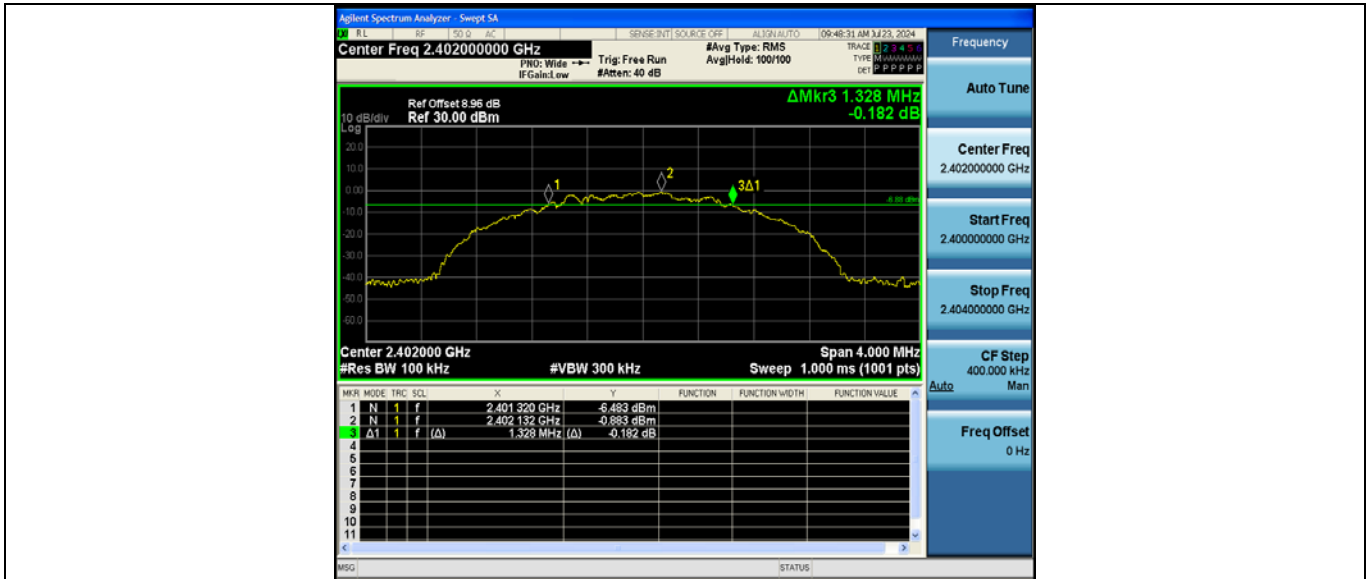 Agilent Spectrum Analyzer - Swept SA
RL RF 50 Ω AC SENSE:INT SOURCE OFF ALIGN AUTO 09:48:31 AM Jul 23, 2024
Center Freq 2.402000000 GHz
#Avg Type: RMS
TRACE 1 2 3 4 5 6
PNO: Wide
Trig: Free Run
Avg|Hold: 100/100
TYPE
IFGain:Low
#Atten: 40 dB
DET P P P P P P
ΔMkr3 1.328 MHz
-0.182 dB
Ref Offset 8.96 dB
10 dB/div Ref 30.00 dBm
Log
20.0
10.0
0.00
-10.0
-20.0
-30.0
-40.0
-50.0
-60.0
1
2
3Δ1
-6.88 dBm
Center 2.402000 GHz Span 4.000 MHz
#Res BW 100 kHz #VBW 300 kHz Sweep 1.000 ms (1001 pts)
MKR MODE TRC SCL X Y FUNCTION FUNCTION WIDTH FUNCTION VALUE
1 N 1 f 2.401 320 GHz -6.483 dBm
2 N 1 f 2.402 132 GHz -0.883 dBm
3 Δ1 1 f (Δ) 1.328 MHz (Δ) -0.182 dB
4
5
6
7
8
9
10
11
MSG STATUS
Frequency
Auto Tune
Center Freq
2.402000000 GHz
Start Freq
2.400000000 GHz
Stop Freq
2.404000000 GHz
CF Step
400.000 kHz
Auto Man
Freq Offset
0 Hz